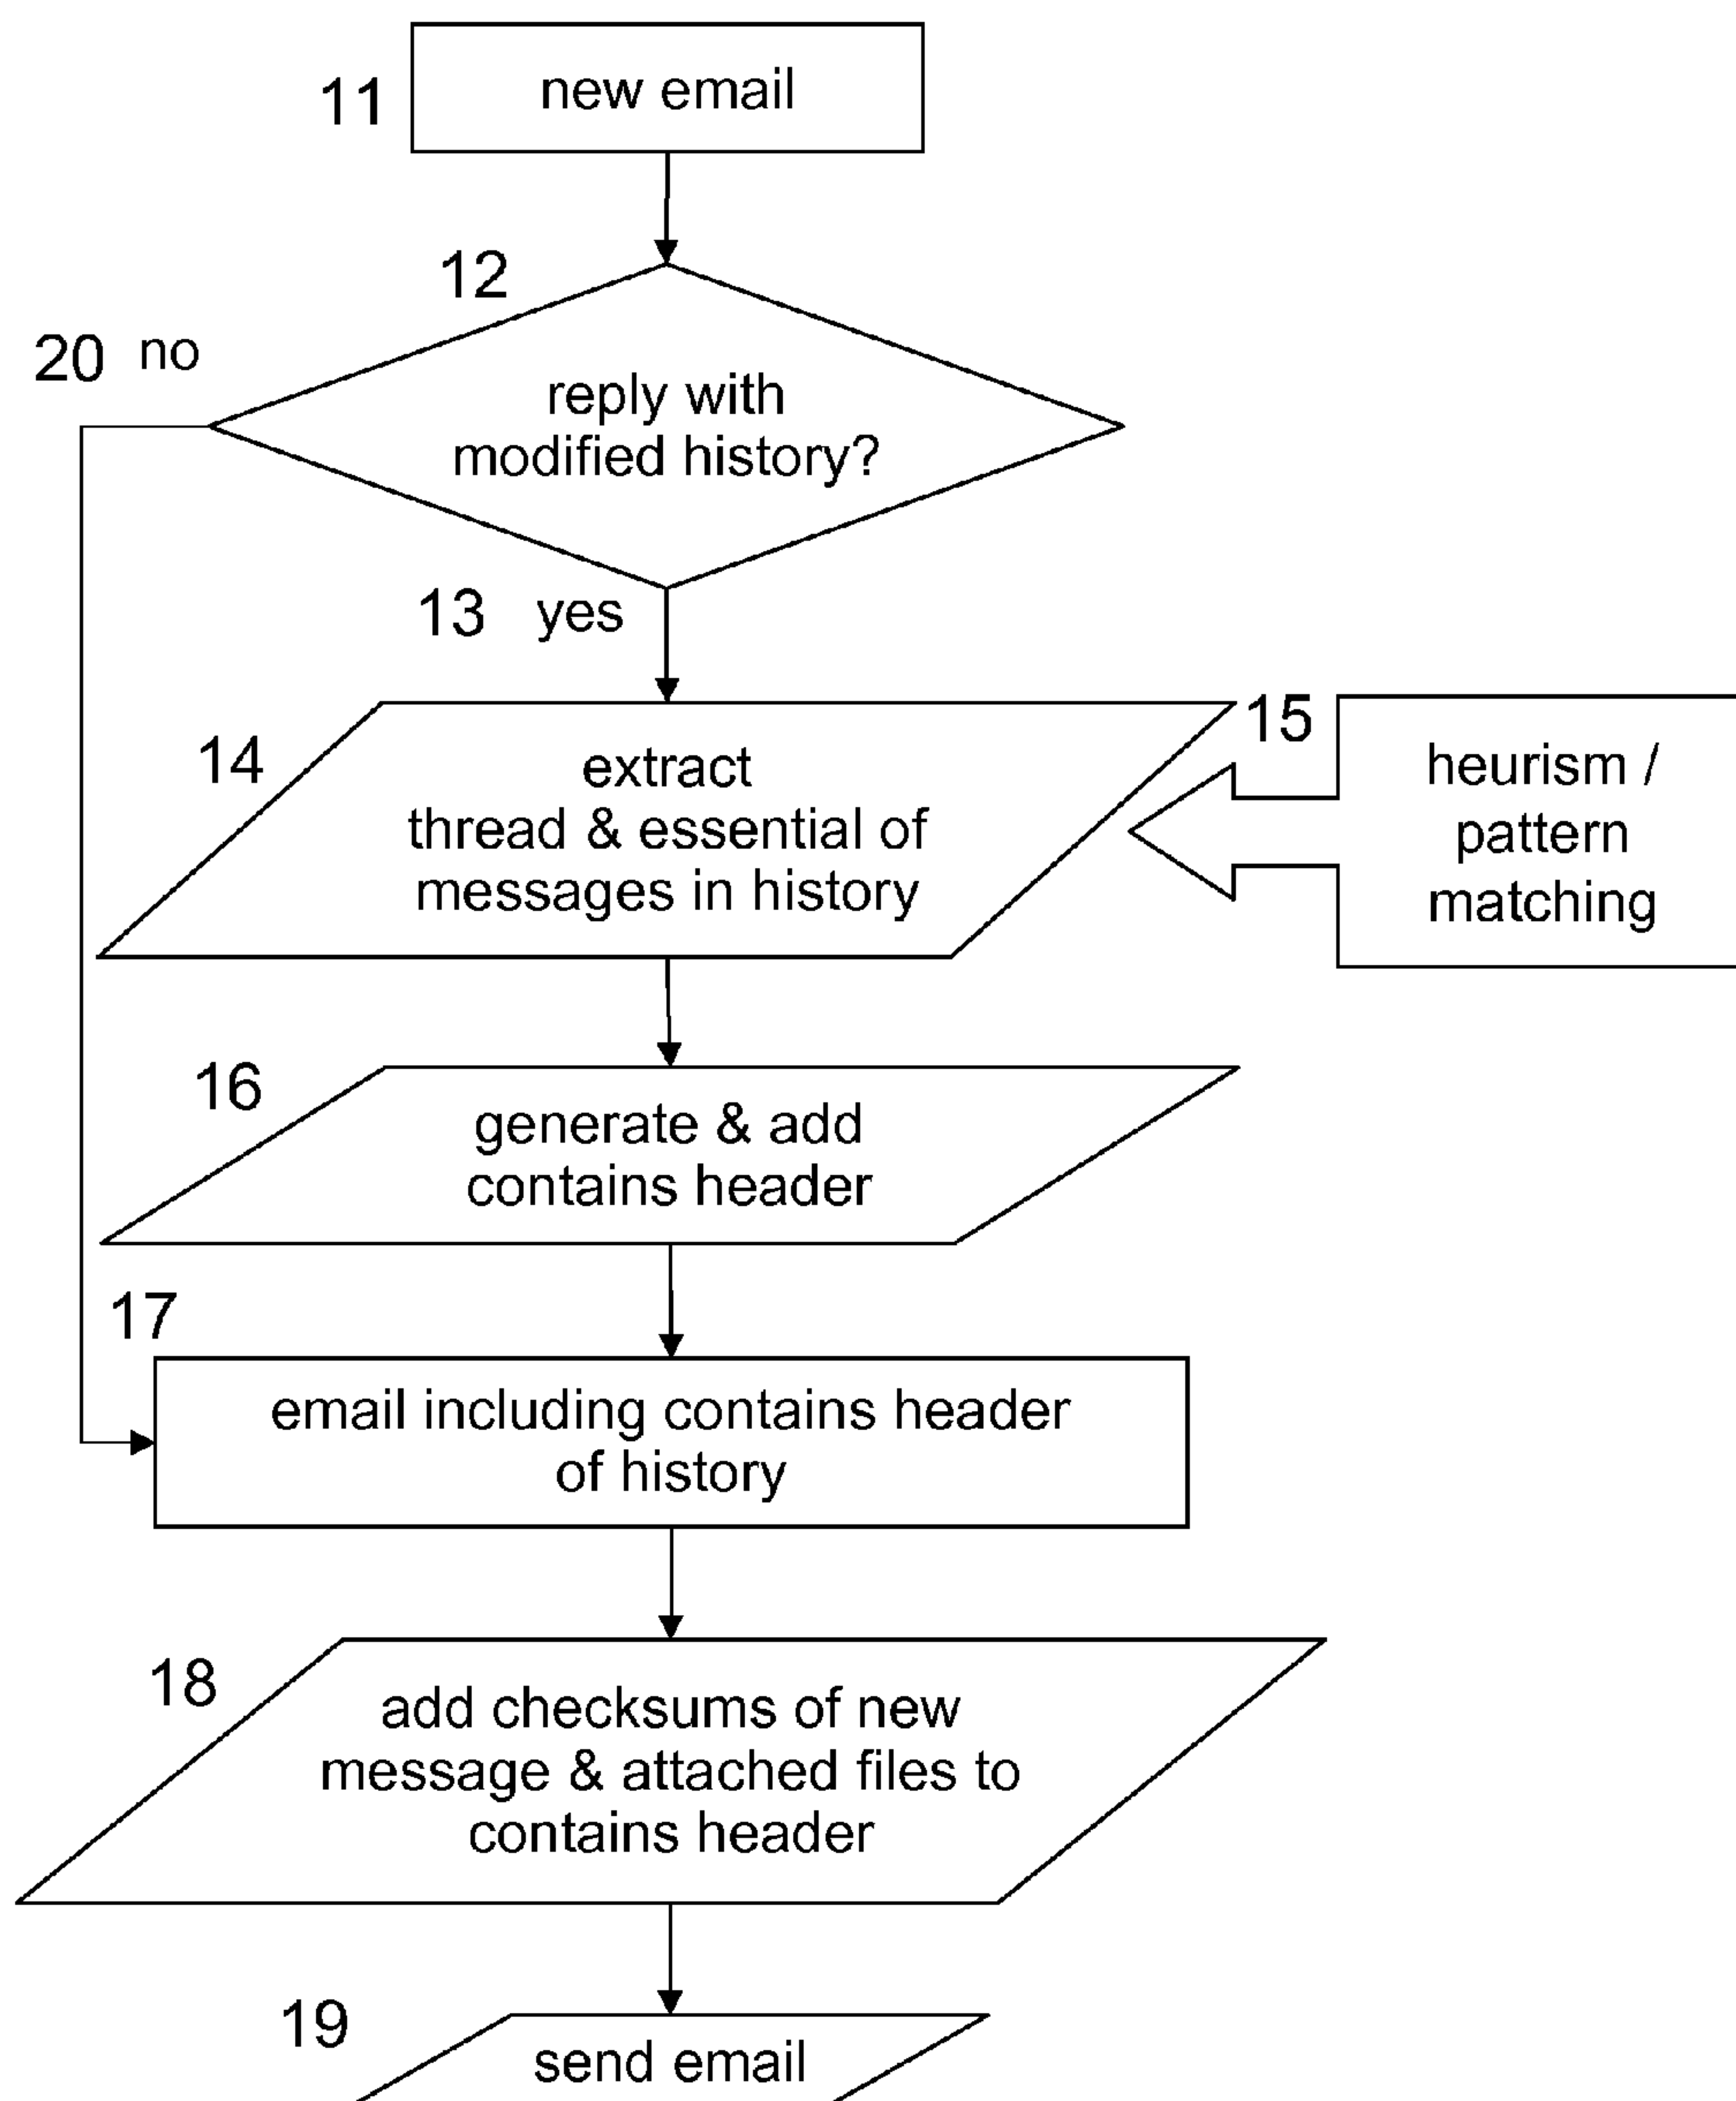 11
new email
12
20 no
reply with
modified history?
13 yes
14
extract
thread & essential of
messages in history
15
heurism /
pattern
matching
16
generate & add
contains header
17
email including contains header
of history
18
add checksums of new
message & attached files to
contains header
19
send email